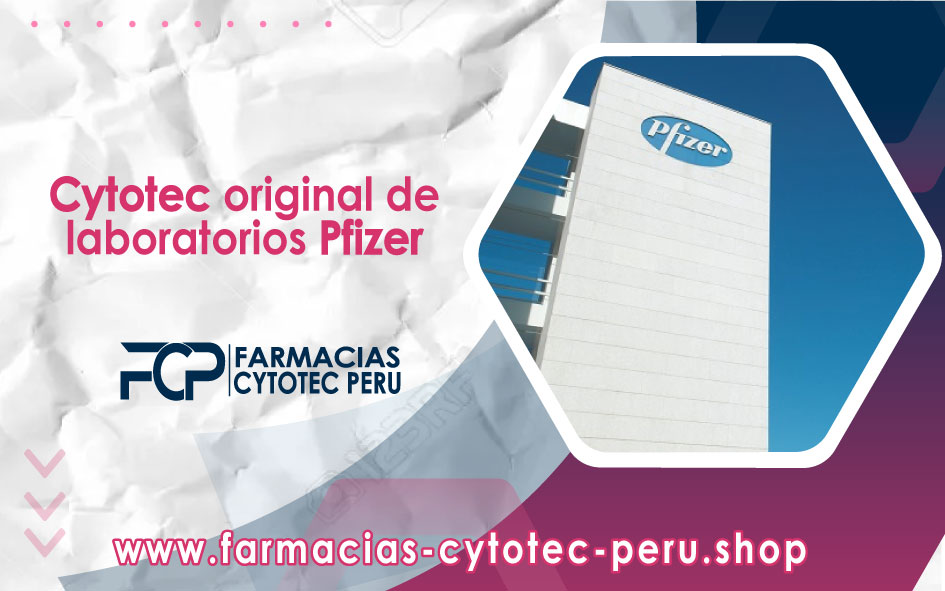 Cytotec original de
laboratorios Pfizer
Pfizer
FCP
FARMACIAS
CYTOTEC PERU
www.farmacias-cytotec-peru.shop